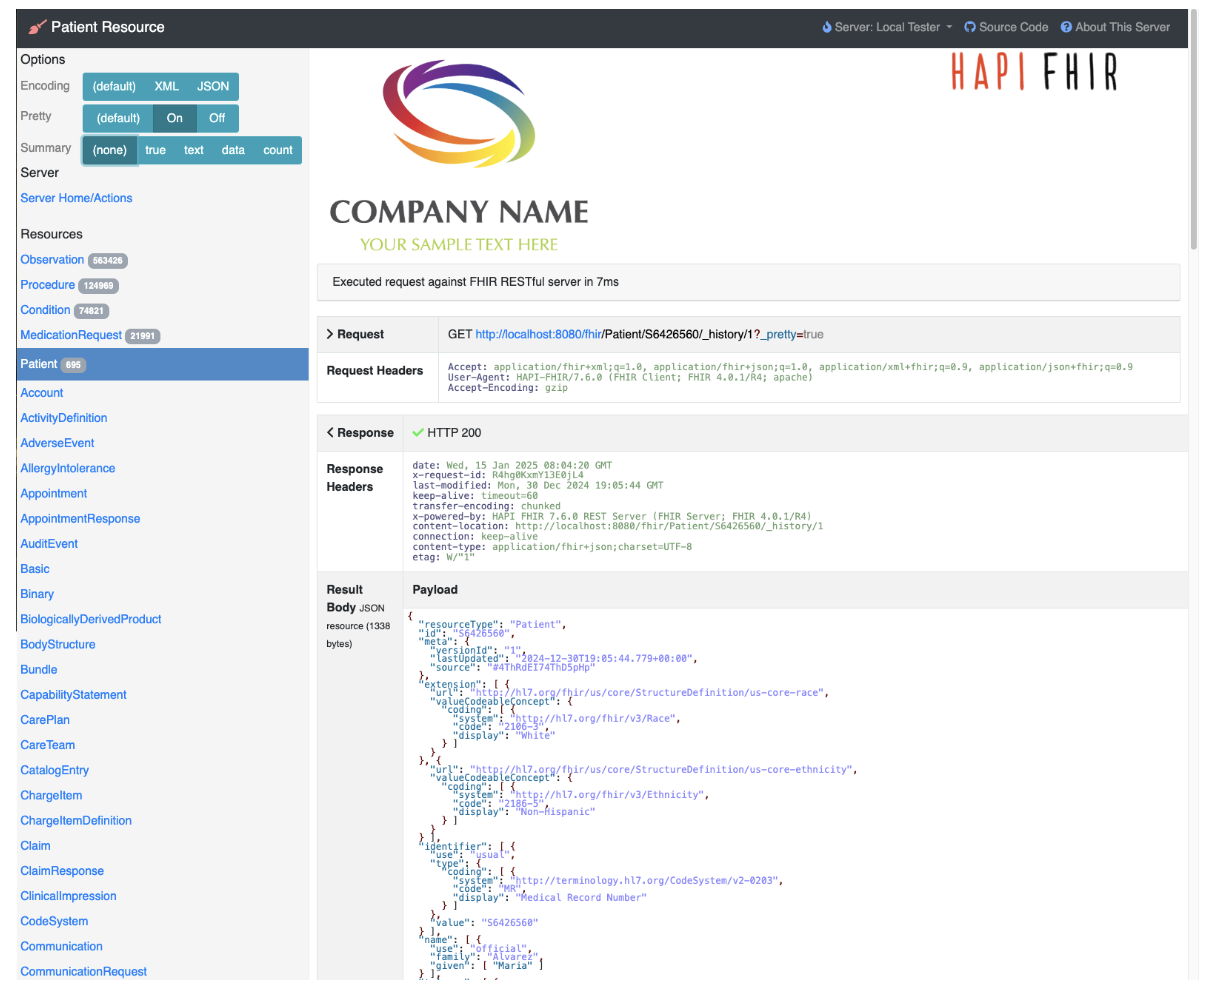 Patient Resource
Server: Local Tester
Source Code
About This Server
Options
Encoding (default) XML JSON
Pretty (default) On Off
Summary (none) true text data count
Server
Server Home/Actions
Resources
Observation 563426
Procedure 124969
Condition 74821
MedicationRequest 21991
Patient 695
Account
ActivityDefinition
AdverseEvent
AllergyIntolerance
Appointment
AppointmentResponse
AuditEvent
Basic
Binary
BiologicallyDerivedProduct
BodyStructure
Bundle
CapabilityStatement
CarePlan
CareTeam
CatalogEntry
ChargeItem
ChargeItemDefinition
Claim
ClaimResponse
ClinicalImpression
CodeSystem
Communication
CommunicationRequest
HAPI FHIR
COMPANY NAME
YOUR SAMPLE TEXT HERE
Executed request against FHIR RESTful server in 7ms
Request
GET http://localhost:8080/fhir/Patient/S6426560/_history/1?_pretty=true
Request Headers
Accept: application/fhir+xml;q=1.0, application/fhir+json;q=1.0, application/xml+fhir;q=0.9, application/json+fhir;q=0.9
User-Agent: HAPI-FHIR/7.6.0 (FHIR Client; FHIR 4.0.1/R4; apache)
Accept-Encoding: gzip
Response
HTTP 200
Response
Headers
date: Wed, 15 Jan 2025 08:04:20 GMT
x-request-id: R4hg0KxmY13E0jL4
last-modified: Mon, 30 Dec 2024 19:05:44 GMT
keep-alive: timeout=60
transfer-encoding: chunked
x-powered-by: HAPI FHIR 7.6.0 REST Server (FHIR Server; FHIR 4.0.1/R4)
content-location: http://localhost:8080/fhir/Patient/S6426560/_history/1
connection: keep-alive
content-type: application/fhir+json;charset=UTF-8
etag: W/"1"
Result
Body JSON
resource (1338
bytes)
Payload
{
"resourceType": "Patient",
"id": "S6426560",
"meta": {
"versionId": "1",
"lastUpdated": "2024-12-30T19:05:44.779+00:00",
"source": "#4ThRdEI74ThD5pHp"
},
"extension": [ {
"url": "http://hl7.org/fhir/us/core/StructureDefinition/us-core-race",
"valueCodeableConcept": {
"coding": [ {
"system": "http://hl7.org/fhir/v3/Race",
"code": "2106-3",
"display": "White"
} ]
}
}, {
"url": "http://hl7.org/fhir/us/core/StructureDefinition/us-core-ethnicity",
"valueCodeableConcept": {
"coding": [ {
"system": "http://hl7.org/fhir/v3/Ethnicity",
"code": "2186-5",
"display": "Non-Hispanic"
} ]
}
} ],
"identifier": [ {
"use": "usual",
"type": {
"coding": [ {
"system": "http://terminology.hl7.org/CodeSystem/v2-0203",
"code": "MR",
"display": "Medical Record Number"
} ]
},
"value": "S6426560"
} ],
"name": [ {
"use": "official",
"family": "Alvarez",
"given": [ "Maria" ]
} ],